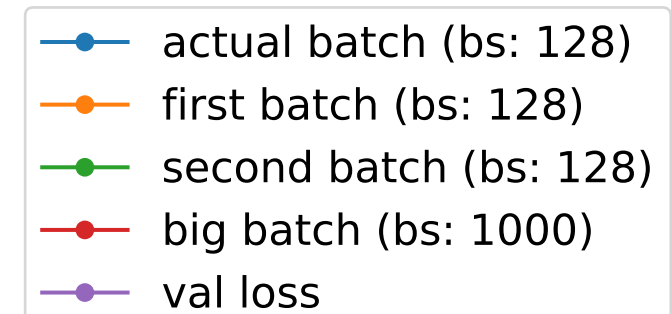 actual batch (bs: 128)
first batch (bs: 128)
second batch (bs: 128)
big batch (bs: 1000)
val loss